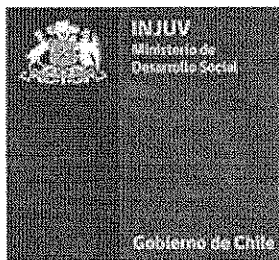 INJUV
Ministerio de
Desarrollo Social
Gobierno de Chile